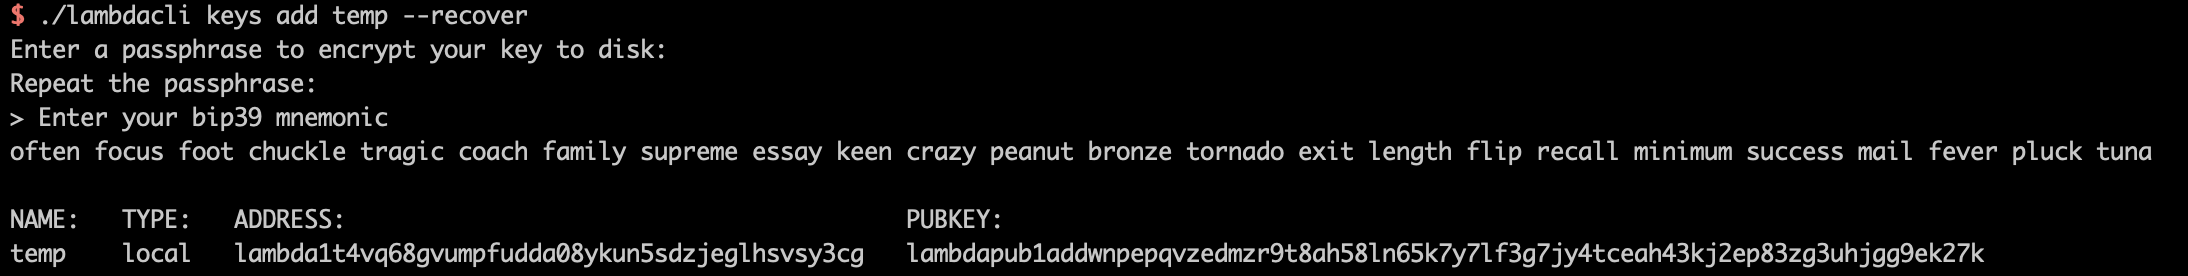 $ ./lambdacli keys add temp --recover
Enter a passphrase to encrypt your key to disk:
Repeat the passphrase:
> Enter your bip39 mnemonic
often focus foot chuckle tragic coach family supreme essay keen crazy peanut bronze tornado exit length flip recall minimum success mail fever pluck tuna
NAME: TYPE: ADDRESS: PUBKEY:
temp local lambda1t4vq68gvumpfudda08ykun5sdzjeglhsvsy3cg lambdapub1addwnpepqvzedmzr9t8ah58ln65k7y7lf3g7jy4tceah43kj2ep83zg3uhjgg9ek27k